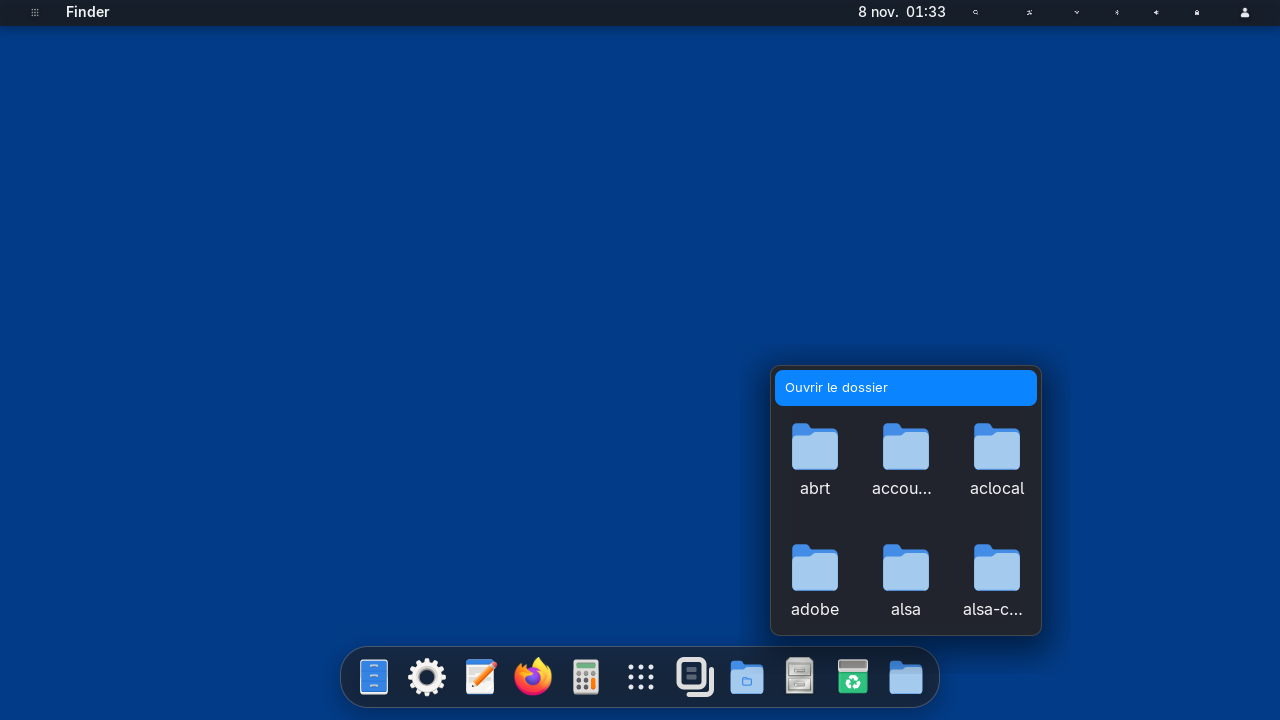 Finder
8 nov. 01:33
Ouvrir le dossier
abrt
accou...
aclocal
adobe
alsa
alsa-c...